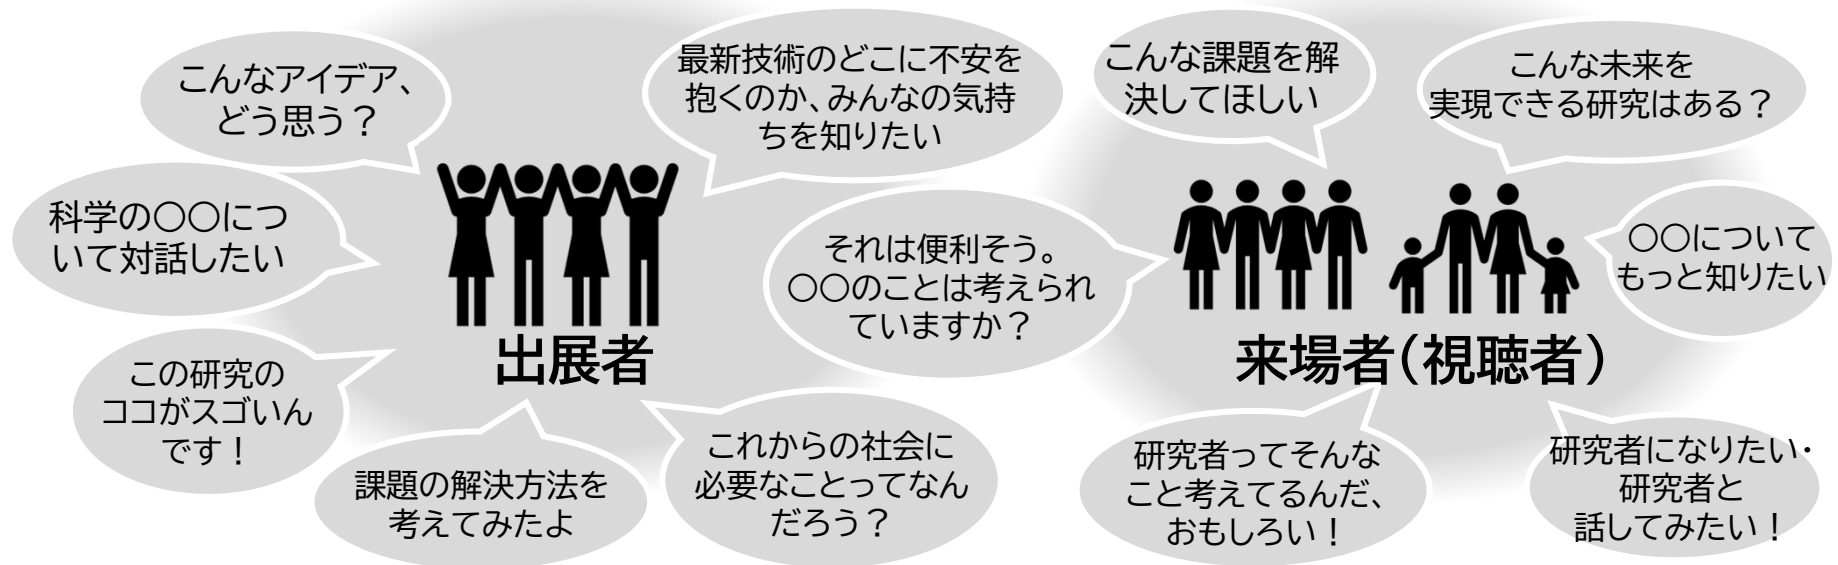 こんなアイデア、
どう思う？
最新技術のどこに不安を
抱くのか、みんなの気持
ちを知りたい
科学の〇〇につ
いて対話したい
この研究の
ココがスゴいん
です！
課題の解決方法を
考えてみたよ
これからの社会に
必要なことってなん
だろう？
出展者
こんな課題を解
決してほしい
こんな未来を
実現できる研究はある？
それは便利そう。
〇〇のことは考えられ
ていますか？
〇〇について
もっと知りたい
来場者（視聴者）
研究者ってそんな
こと考えてるんだ、
おもしろい！
研究者になりたい・
研究者と
話してみたい！